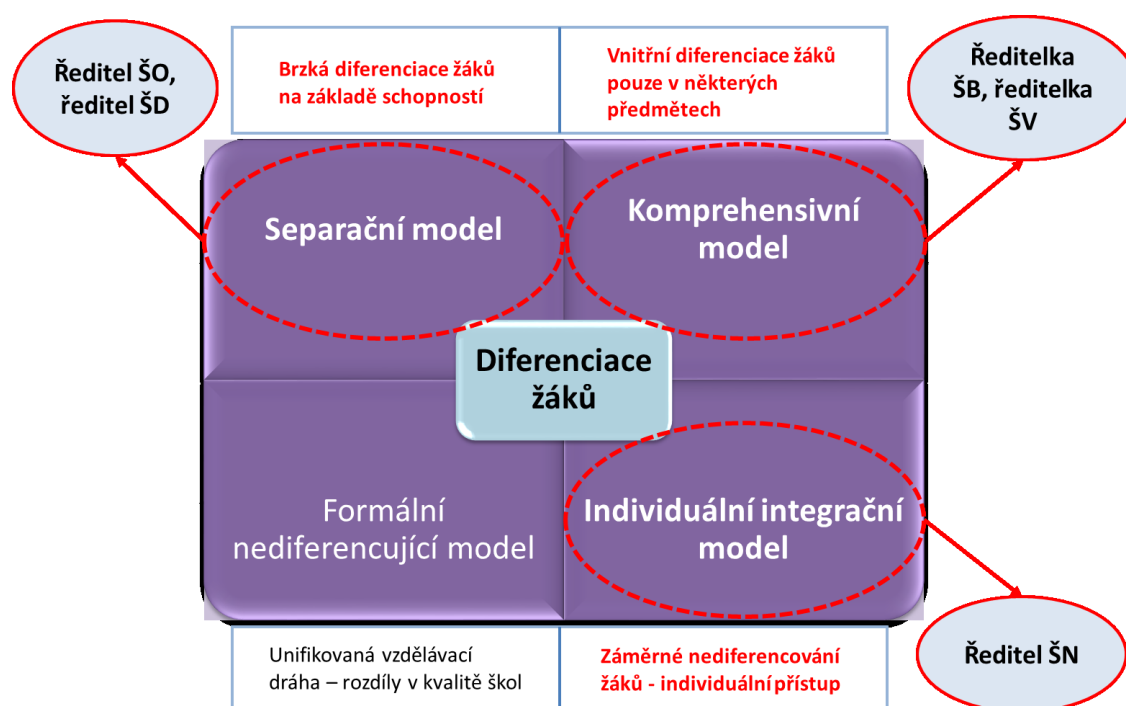 Ředitel ŠO,
ředitel ŠD
Brzká diferenciace žáků
na základě schopností
Vnitřní diferenciace žáků
pouze v některých
předmětech
Ředitelka
ŠB, ředitelka
ŠV
Separační model
Komprehensivní
model
Diferenciace
žáků
Formální
nediferencující model
Individuální integrační
model
Unifikovaná vzdělávací
dráha – rozdíly v kvalitě škol
Záměrné nediferencování
žáků - individuální přístup
Ředitel ŠN